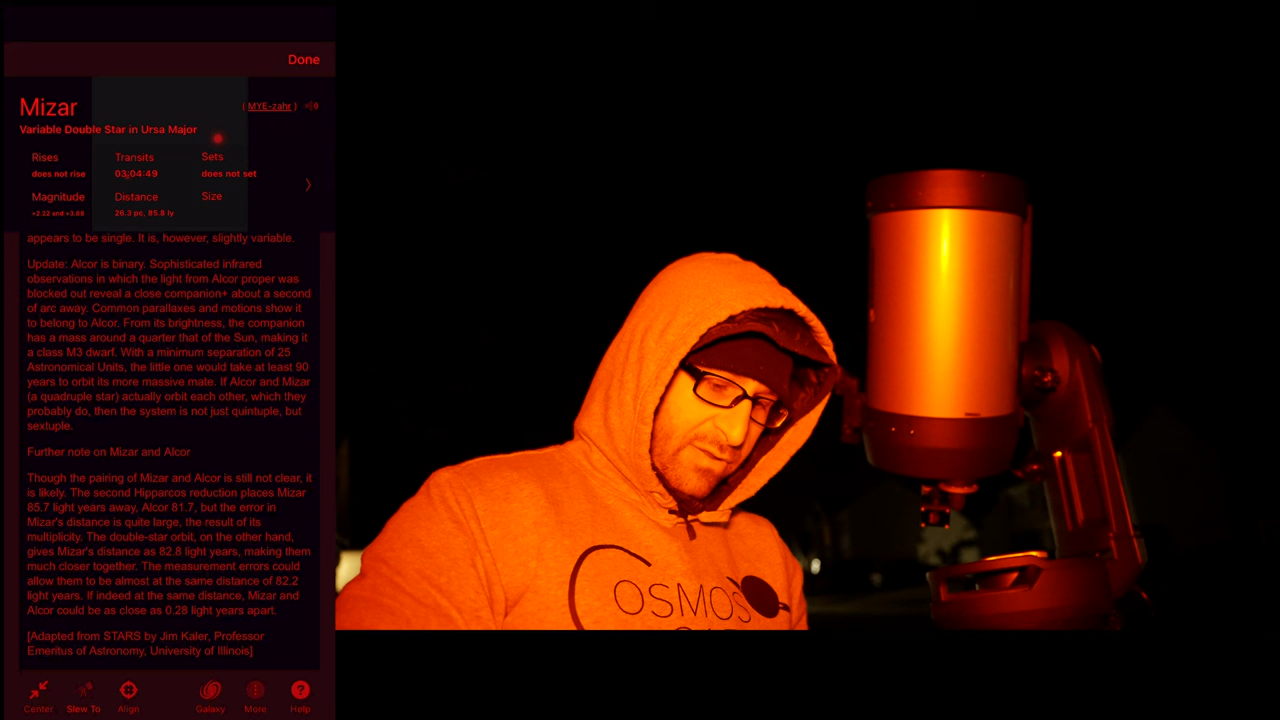 Done
Mizar
( MYE-zahr )
Variable Double Star in Ursa Major
Rises Transits Sets
does not rise 03:04:49 does not set
Magnitude Distance Size
+2.22 and +3.88 26.3 pc, 85.8 ly
appears to be single. It is, however, slightly variable.
Update: Alcor is binary. Sophisticated infrared
observations in which the light from Alcor proper was
blocked out reveal a close companion+ about a second
of arc away. Common parallaxes and motions show it
to belong to Alcor. From its brightness, the companion
has a mass around a quarter that of the Sun, making it
a class M3 dwarf. With a minimum separation of 25
Astronomical Units, the little one would take at least 90
years to orbit its more massive mate. If Alcor and Mizar
(a quadruple star) actually orbit each other, which they
probably do, then the system is not just quintuple, but
sextuple.
Further note on Mizar and Alcor
Though the pairing of Mizar and Alcor is still not clear, it
is likely. The second Hipparcos reduction places Mizar
85.7 light years away, Alcor 81.7, but the error in
Mizar's distance is quite large, the result of its
multiplicity. The double-star orbit, on the other hand,
gives Mizar's distance as 82.8 light years, making them
much closer together. The measurement errors could
allow them to be almost at the same distance of 82.2
light years. If indeed at the same distance, Mizar and
Alcor could be as close as 0.28 light years apart.
[Adapted from STARS by Jim Kaler, Professor
Emeritus of Astronomy, University of Illinois]
Center Slew To Align Galaxy More Help
COSMOS